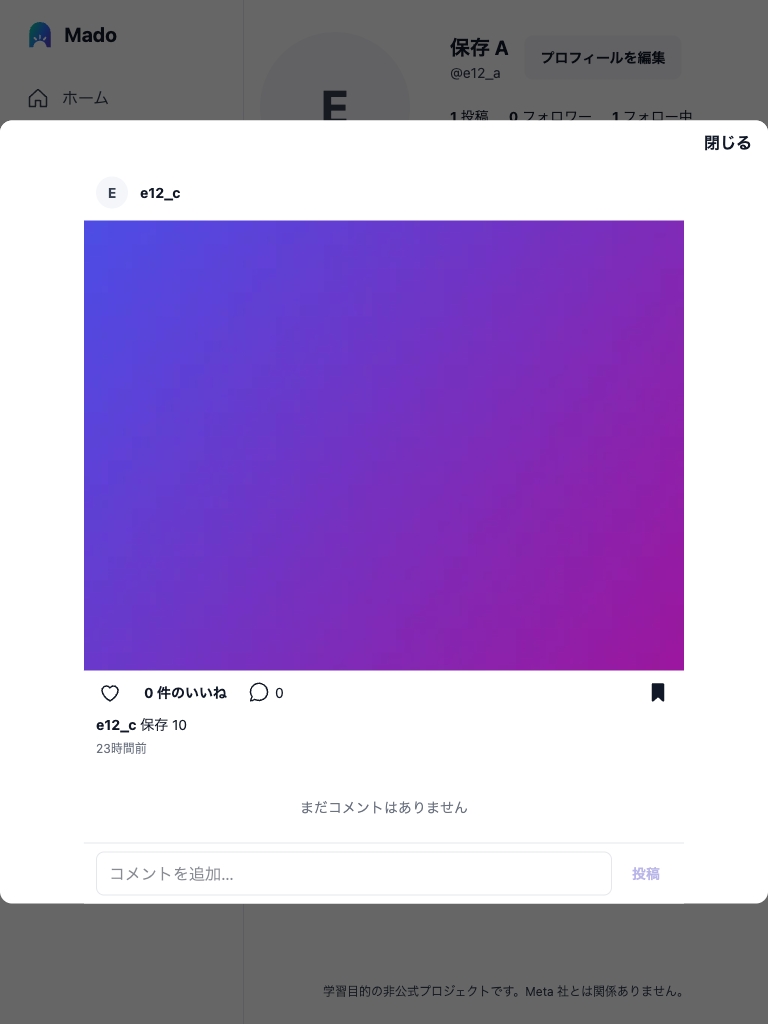 Mado
ホーム
E
保存 A
プロフィールを編集
@e12_a
1 投稿 0 フォロワー 1 フォロー中
閉じる
E e12_c
0 件のいいね 0
e12_c 保存 10
23時間前
まだコメントはありません
コメントを追加... 投稿
学習目的の非公式プロジェクトです。Meta 社とは関係ありません。